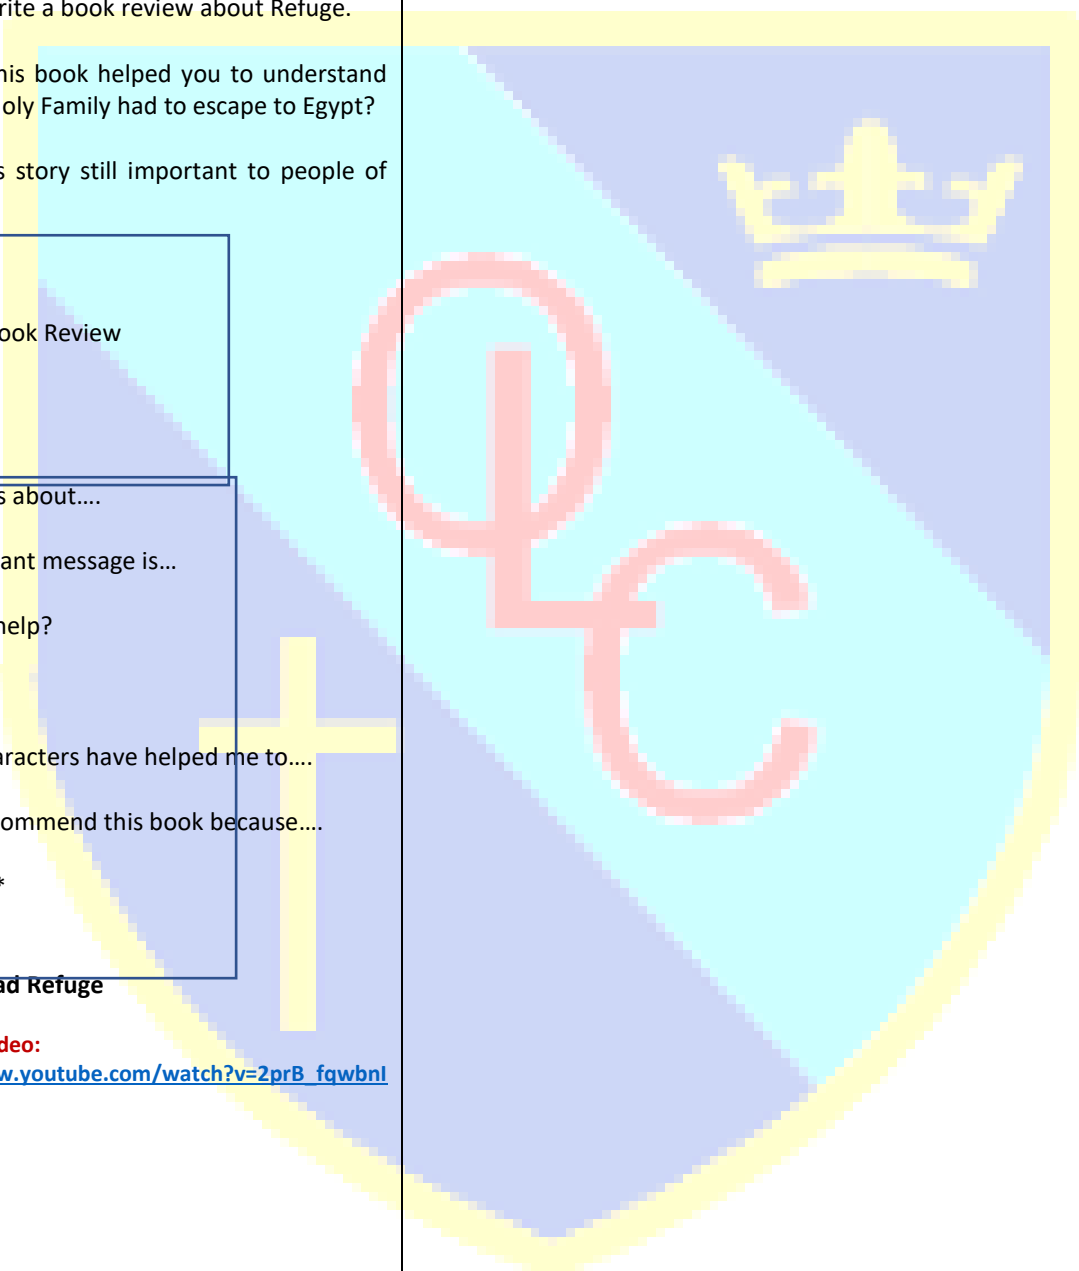 rite a book review about Refuge.
his book helped you to understand
oly Family had to escape to Egypt?
s story still important to people of
ook Review
s about....
ant message is...
help?
aracters have helped me to....
commend this book because....
*
ad Refuge
deo:
w.youtube.com/watch?v=2prB_fqwbnI
OLC